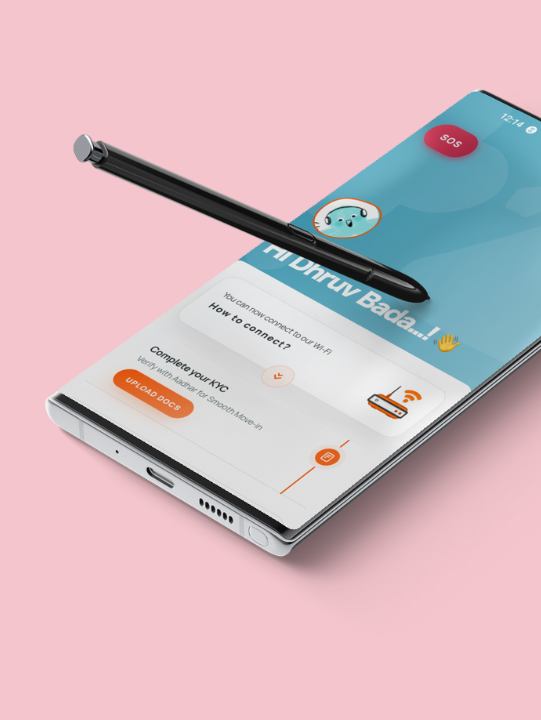 12:14
SOS
Hi Dhruv Bada...! 👋
You can now connect to our Wi-Fi
How to connect?
Complete your KYC
Verify with Aadhar for Smooth Move-in
UPLOAD DOCS